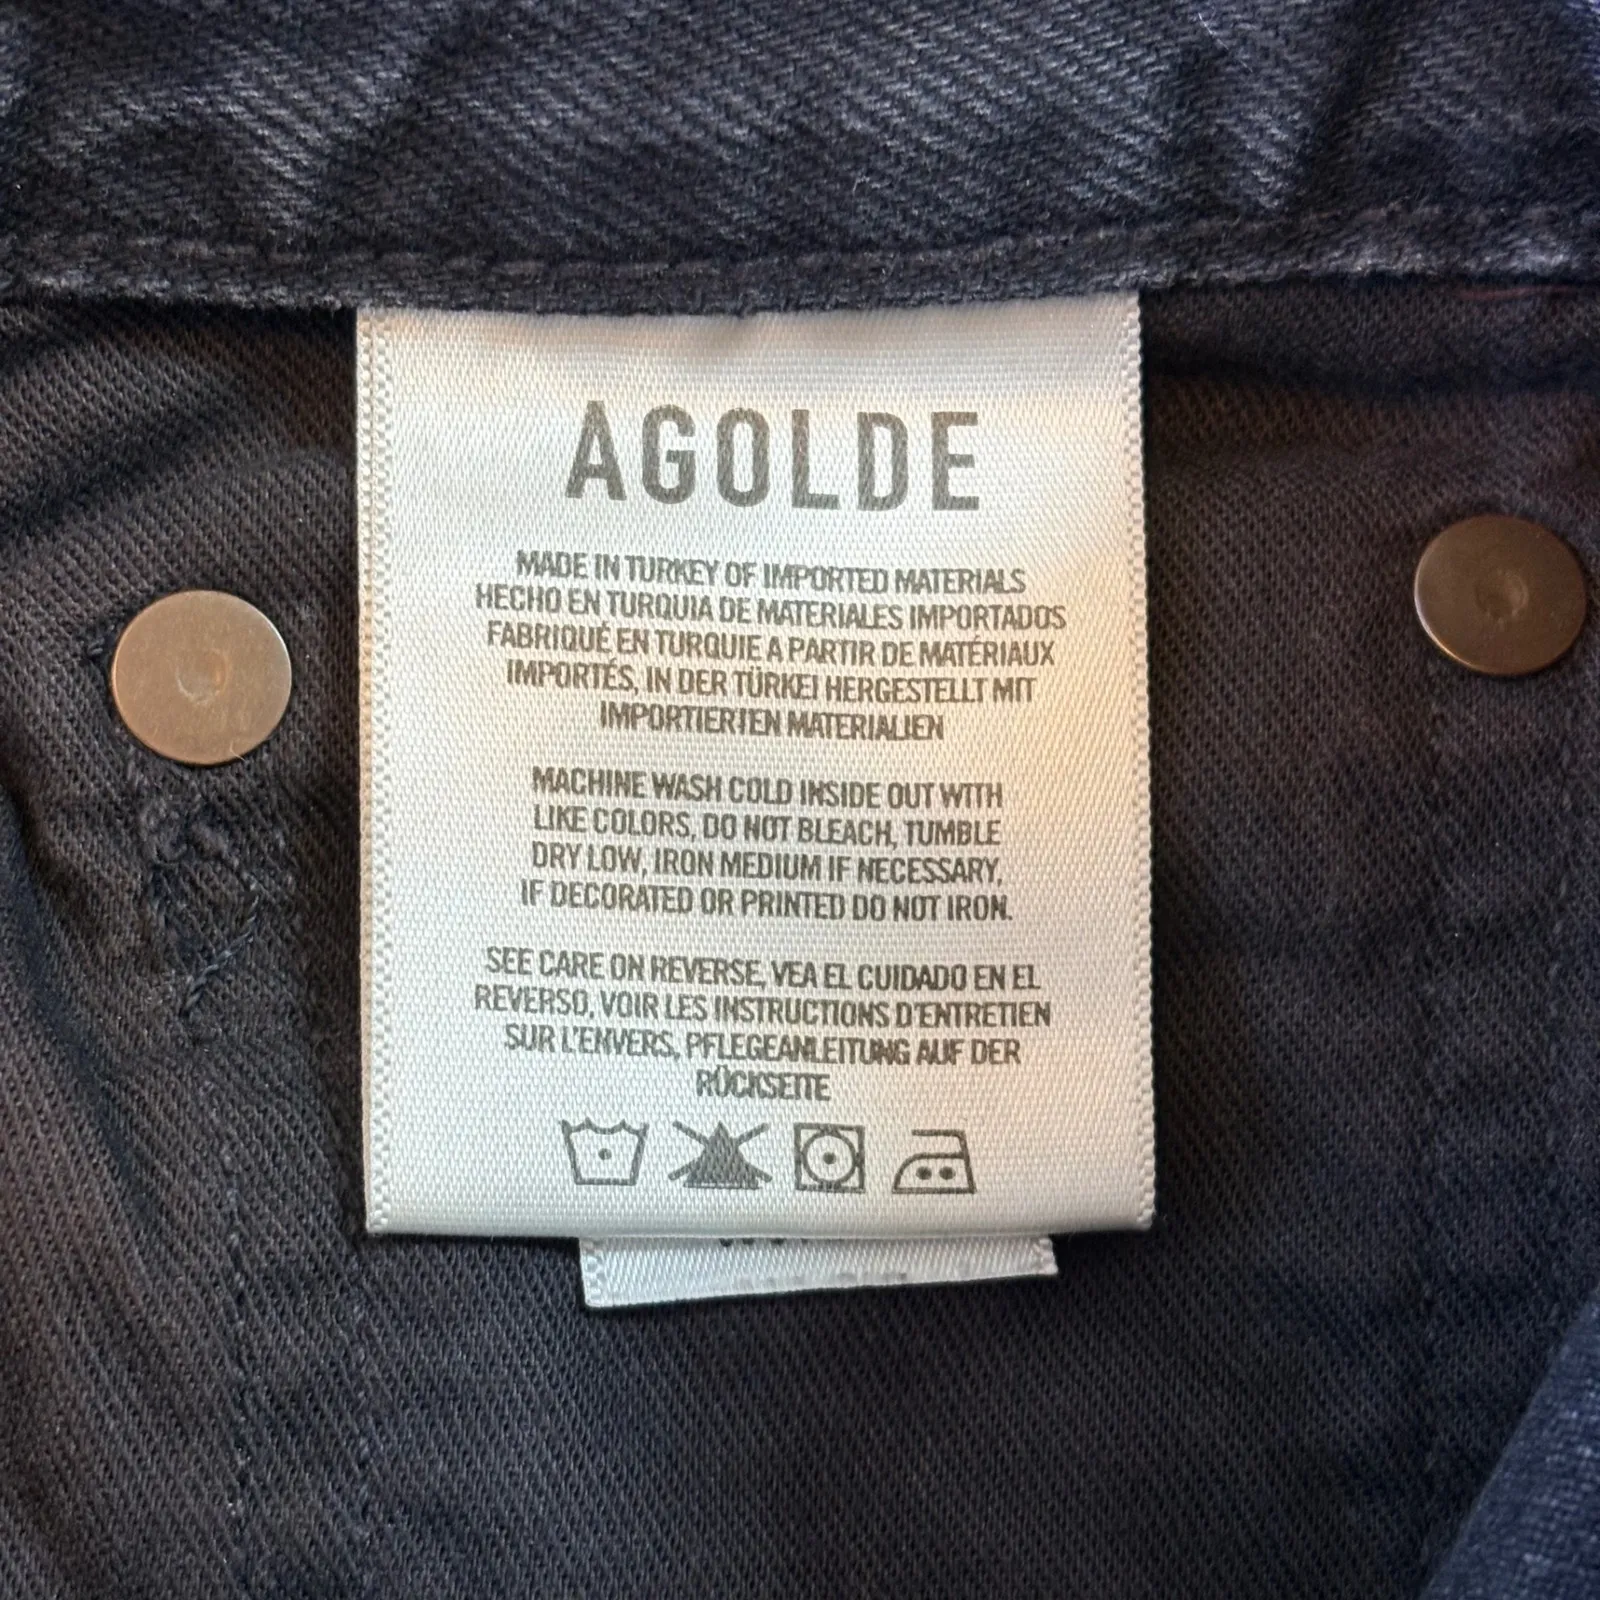 AGOLDE
MADE IN TURKEY OF IMPORTED MATERIALS
HECHO EN TURQUIA DE MATERIALES IMPORTADOS
FABRIQUÉ EN TURQUIE A PARTIR DE MATÉRIAUX
IMPORTÉS, IN DER TÜRKEI HERGESTELLT MIT
IMPORTIERTEN MATERIALIEN
MACHINE WASH COLD INSIDE OUT WITH
LIKE COLORS, DO NOT BLEACH, TUMBLE
DRY LOW, IRON MEDIUM IF NECESSARY,
IF DECORATED OR PRINTED DO NOT IRON.
SEE CARE ON REVERSE, VEA EL CUIDADO EN EL
REVERSO, VOIR LES INSTRUCTIONS D'ENTRETIEN
SUR L'ENVERS, PFLEGEANLEITUNG AUF DER
RÜCKSEITE